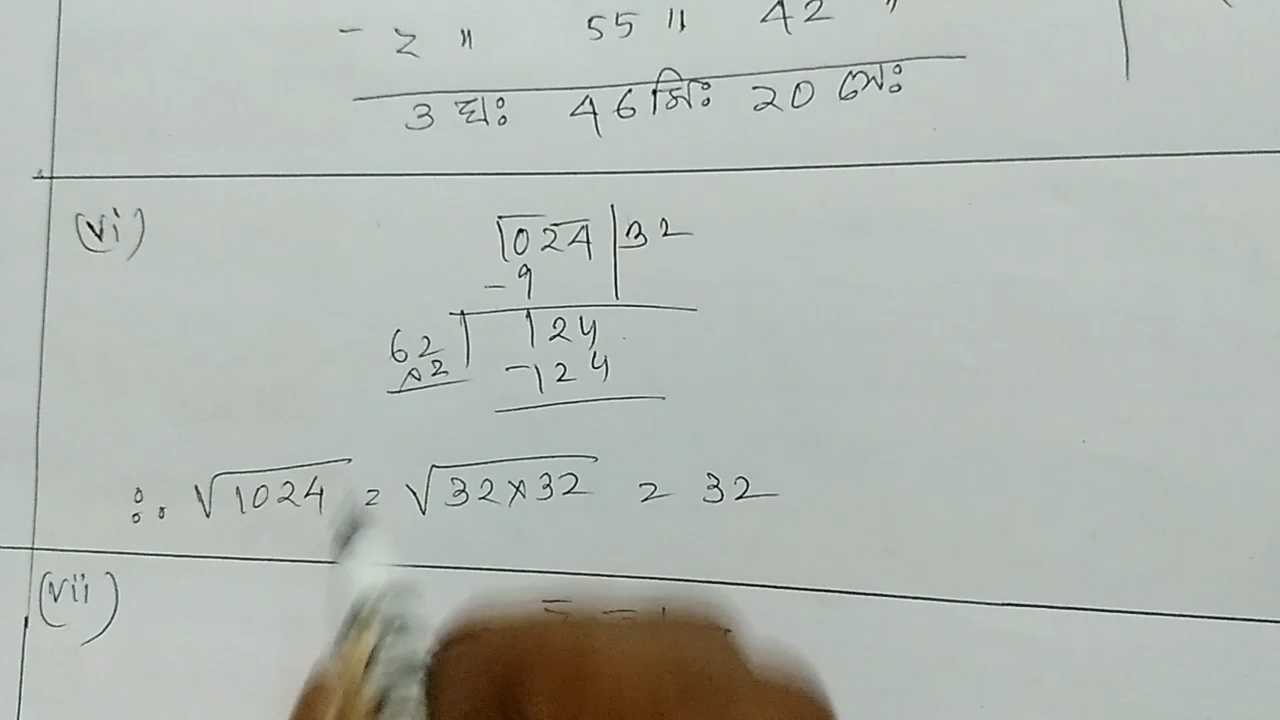 - 2 " 55 " 42 "
3 ঘঃ 46 মিঃ 20 সেঃ
(vi)
1024 | 32
- 9
62 | 124
×2 -124
∴ √1024 = √32×32 = 32
(vii)